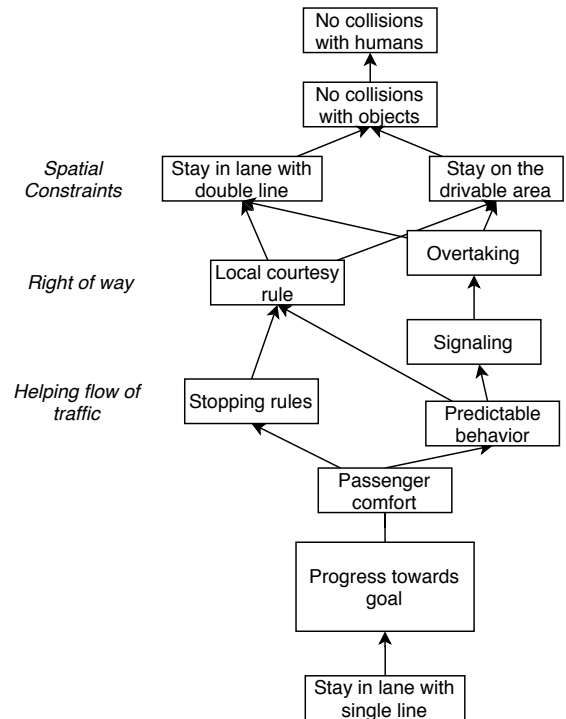 No collisions
with humans
No collisions
with objects
Spatial
Constraints
Stay in lane with
double line
Stay on the
drivable area
Right of way
Local courtesy
rule
Overtaking
Signaling
Helping flow of
traffic
Stopping rules
Predictable
behavior
Passenger
comfort
Progress towards
goal
Stay in lane with
single line